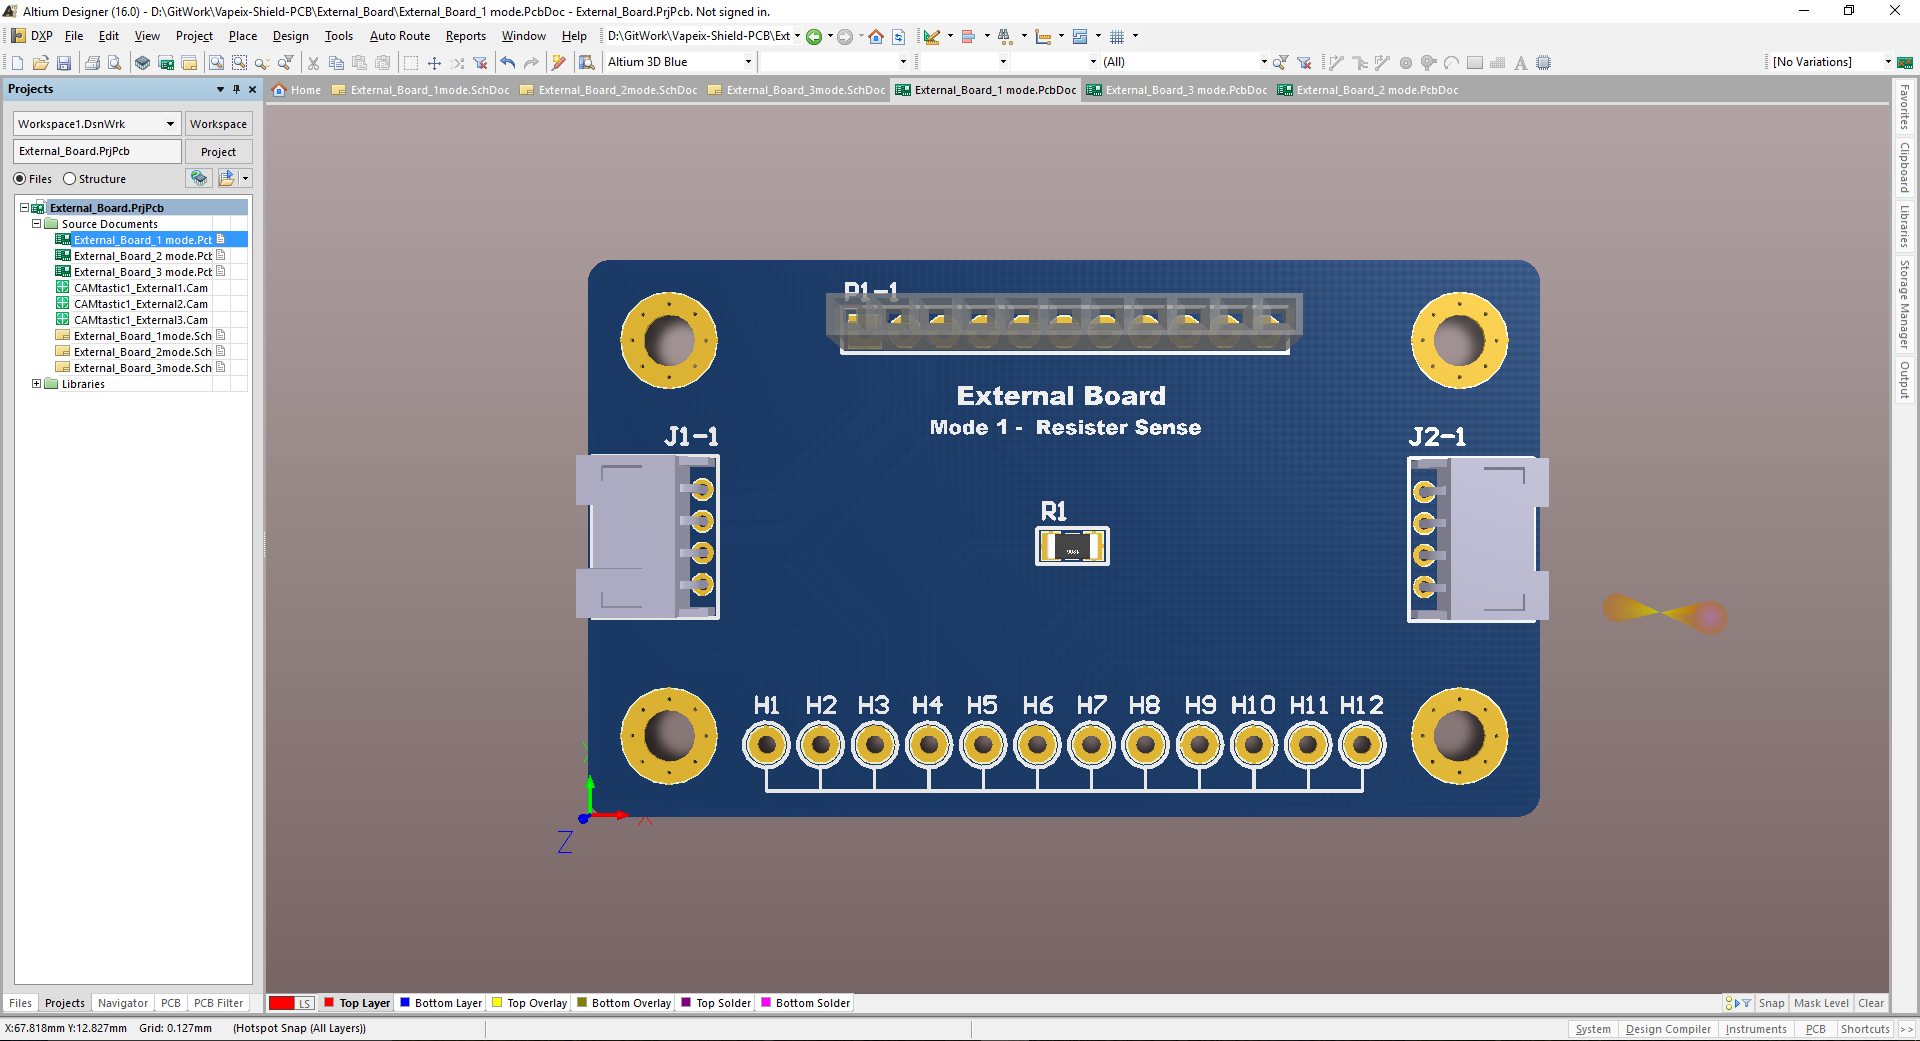 Altium Designer (16.0) - D:\GitWork\Vapeix-Shield-PCB\External_Board\External_Board_1 mode.PcbDoc - External_Board.PrjPcb. Not signed in.
DXP File Edit View Project Place Design Tools Auto Route Reports Window Help D:\GitWork\Vapeix-Shield-PCB\Ext
Altium 3D Blue (All) [No Variations]
Projects
Home External_Board_1mode.SchDoc External_Board_2mode.SchDoc External_Board_3mode.SchDoc External_Board_1 mode.PcbDoc External_Board_3 mode.PcbDoc External_Board_2 mode.PcbDoc
Workspace1.DsnWrk Workspace
External_Board.PrjPcb Project
Files Structure
External_Board.PrjPcb
Source Documents
External_Board_1 mode.Pcb
External_Board_2 mode.Pcb
External_Board_3 mode.Pcb
CAMtastic1_External1.Cam
CAMtastic1_External2.Cam
CAMtastic1_External3.Cam
External_Board_1mode.Sch
External_Board_2mode.Sch
External_Board_3mode.Sch
Libraries
Favorites
Clipboard
Libraries
Storage Manager
Output
P1-1
External Board
Mode 1 - Resister Sense
J1-1
J2-1
R1
H1 H2 H3 H4 H5 H6 H7 H8 H9 H10 H11 H12
X
Z
Files Projects Navigator PCB PCB Filter
LS Top Layer Bottom Layer Top Overlay Bottom Overlay Top Solder Bottom Solder
Snap Mask Level Clear
X:67.818mm Y:12.827mm Grid: 0.127mm (Hotspot Snap (All Layers))
System Design Compiler Instruments PCB Shortcuts >>